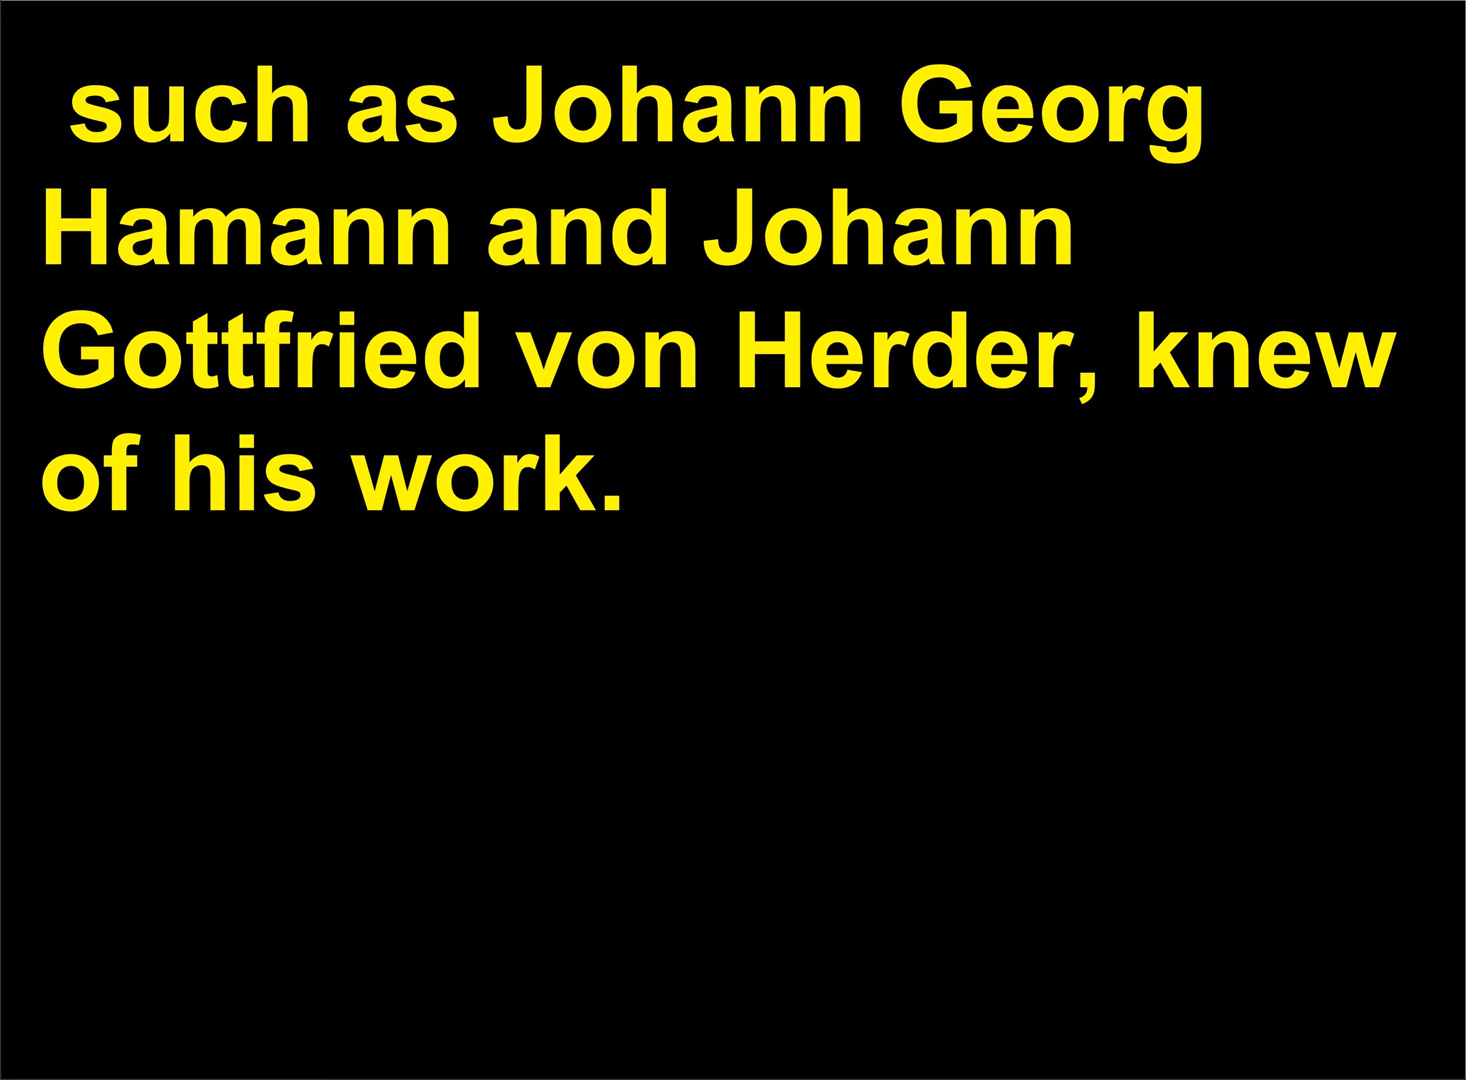 such as Johann Georg
Hamann and Johann
Gottfried von Herder, knew
of his work.